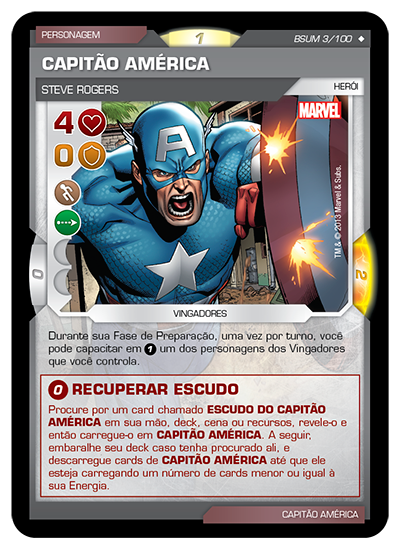 PERSONAGEM
1
BSUM 3/100
CAPITÃO AMÉRICA
STEVE ROGERS
HERÓI
A
MARVEL
4
0
TM & © 2013 Marvel & Subs.
0
2
VINGADORES
Durante sua Fase de Preparação, uma vez por turno, você
pode capacitar em 1 um dos personagens dos Vingadores
que você controla.
0 RECUPERAR ESCUDO
Procure por um card chamado ESCUDO DO CAPITÃO
AMÉRICA em sua mão, deck, cena ou recursos, revele-o e
então carregue-o em CAPITÃO AMÉRICA. A seguir,
embaralhe seu deck caso tenha procurado ali, e
descarregue cards de CAPITÃO AMÉRICA até que ele
esteja carregando um número de cards menor ou igual à
sua Energia.
CAPITÃO AMÉRICA